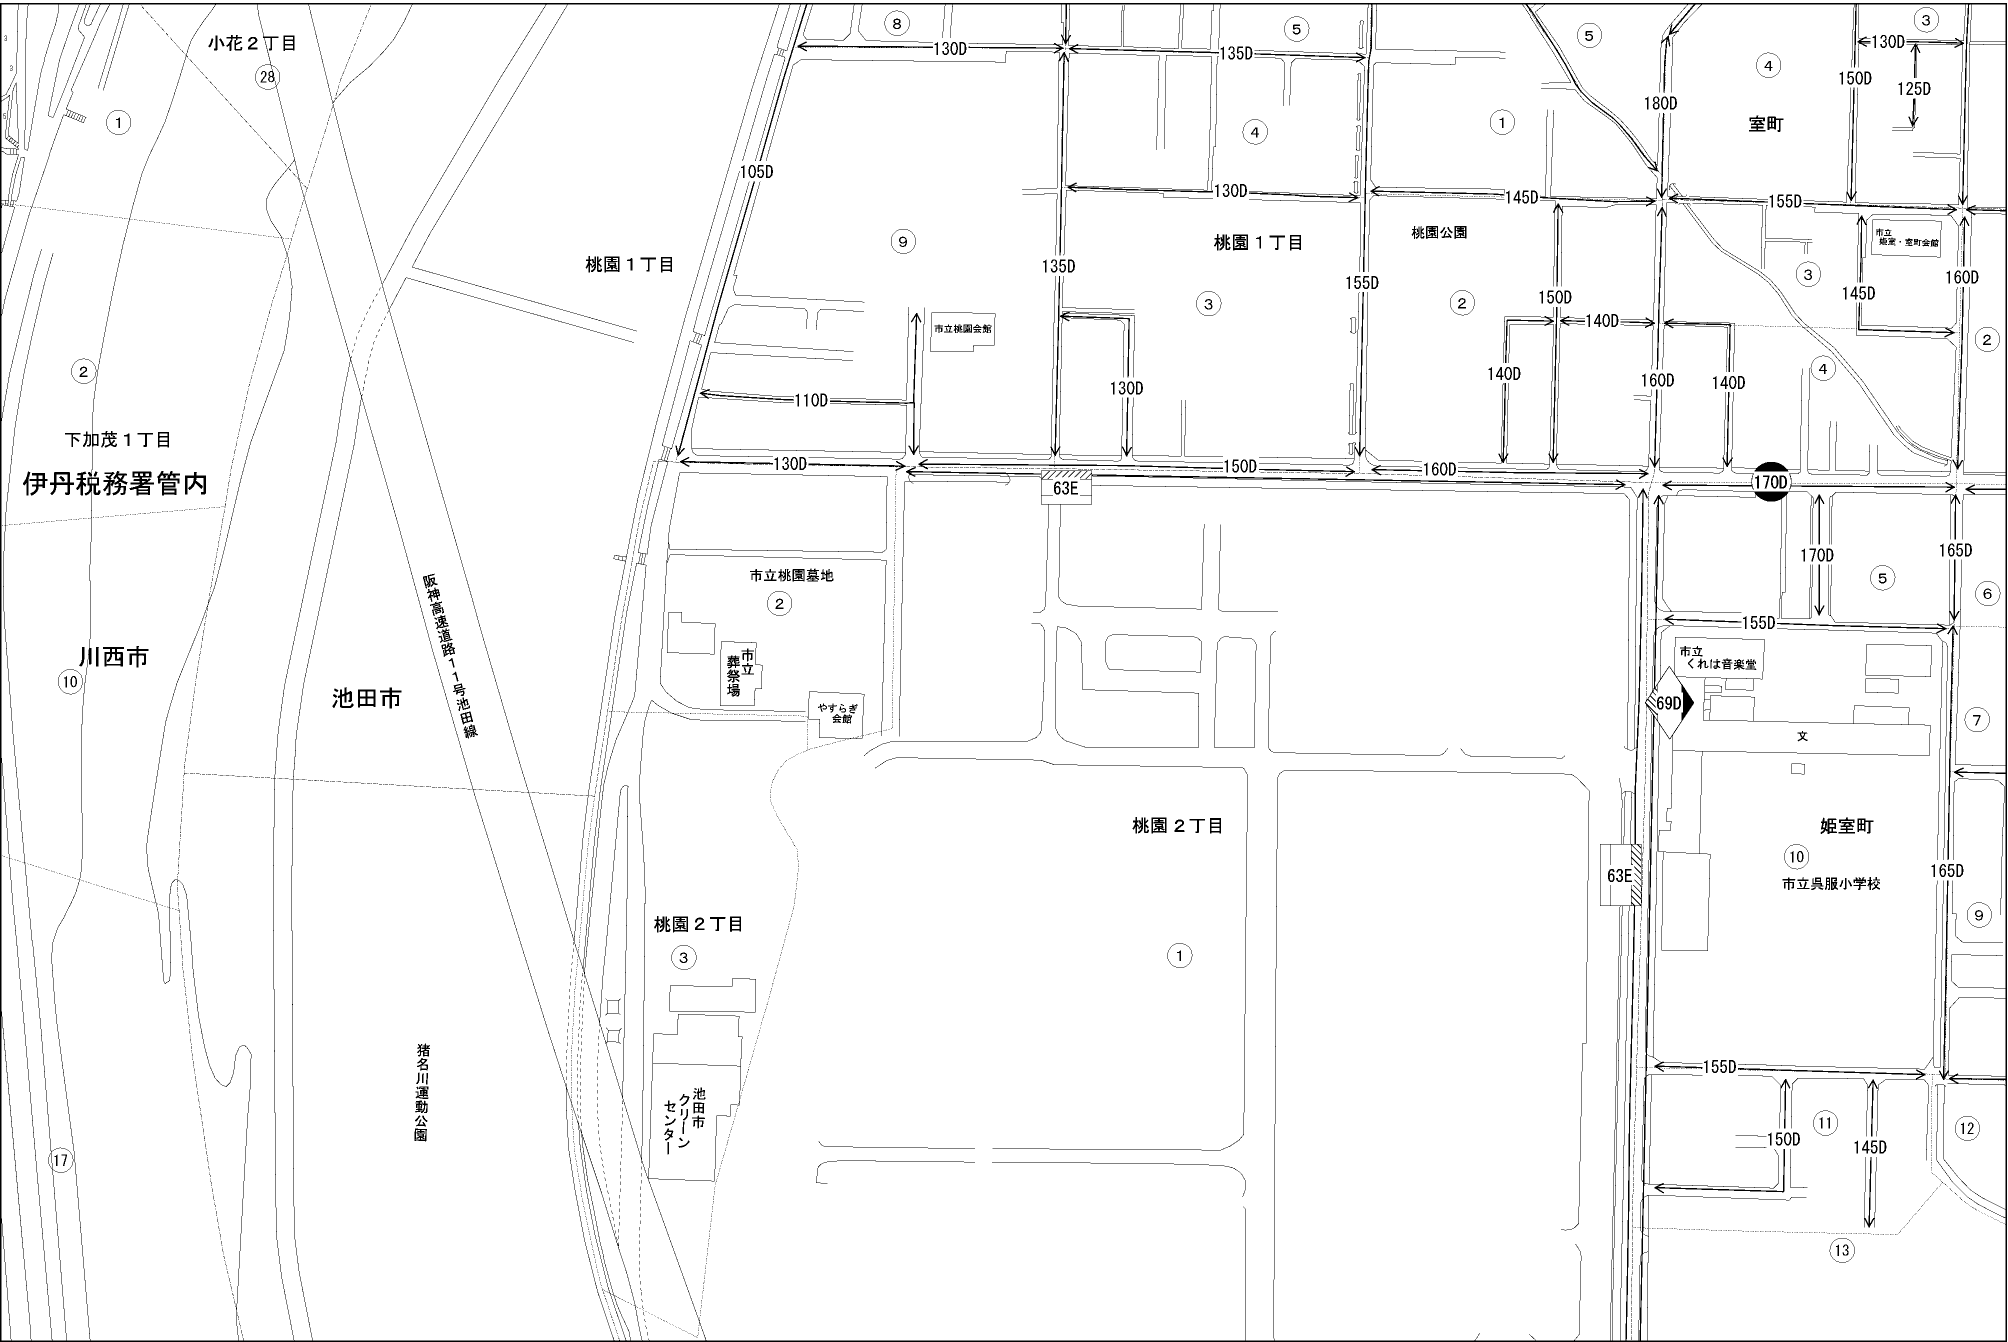 小花２丁目
28
1
8
130D
135D
5
5
180D
4
室町
3
130D
150D
125D
105D
4
1
130D
145D
155D
桃園１丁目
9
135D
桃園１丁目
155D
3
桃園公園
2
150D
140D
140D
160D
140D
市立
姫室・室町会館
3
145D
160D
2
4
市立桃園会館
110D
130D
2
下加茂１丁目
伊丹税務署管内
130D
150D
160D
63E
170D
170D
165D
5
6
155D
市立桃園墓地
2
市立
葬祭場
やすらぎ
会館
阪神高速道路１１号池田線
川西市
10
池田市
市立
くれは音楽堂
69D
文
7
桃園２丁目
姫室町
10
市立呉服小学校
63E
165D
9
桃園２丁目
3
1
猪名川運動公園
池田市
クリーン
センター
155D
150D
11
145D
12
13
17